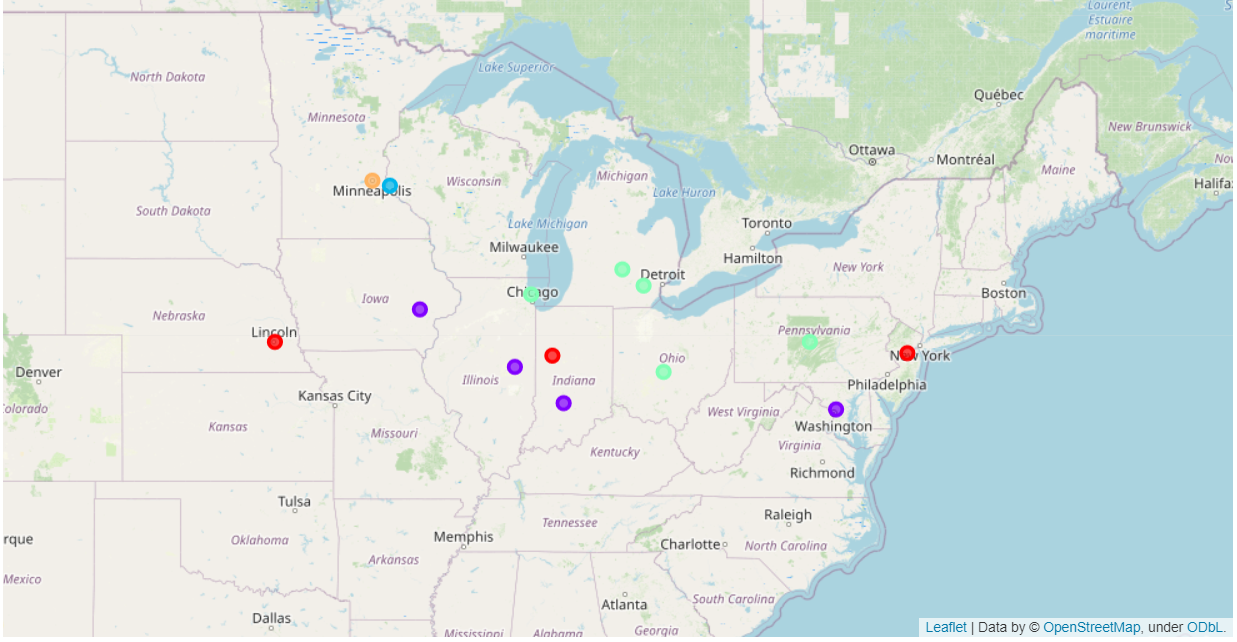 Laurent,
Estuaire
maritime
Lake Superior
North Dakota
Québec
Minnesota
New Brunswick
Ottawa
Montréal
Minneapolis
Wisconsin
Michigan
Lake Huron
Maine
Halifa
South Dakota
Lake Michigan
Toronto
Milwaukee
Hamilton
New York
Detroit
Chicago
Boston
Iowa
Nebraska
Lincoln
Pennsylvania
New York
Denver
Illinois
Indiana
Ohio
Philadelphia
Colorado
Kansas City
West Virginia
Washington
Kansas
Missouri
Virginia
Kentucky
Richmond
Tulsa
Raleigh
rque
Oklahoma
Memphis
Tennessee
Charlotte
North Carolina
Arkansas
Mexico
Atlanta
South Carolina
Dallas
Mississippi
Alabama
Georgia
Leaflet | Data by © OpenStreetMap, under ODbL.